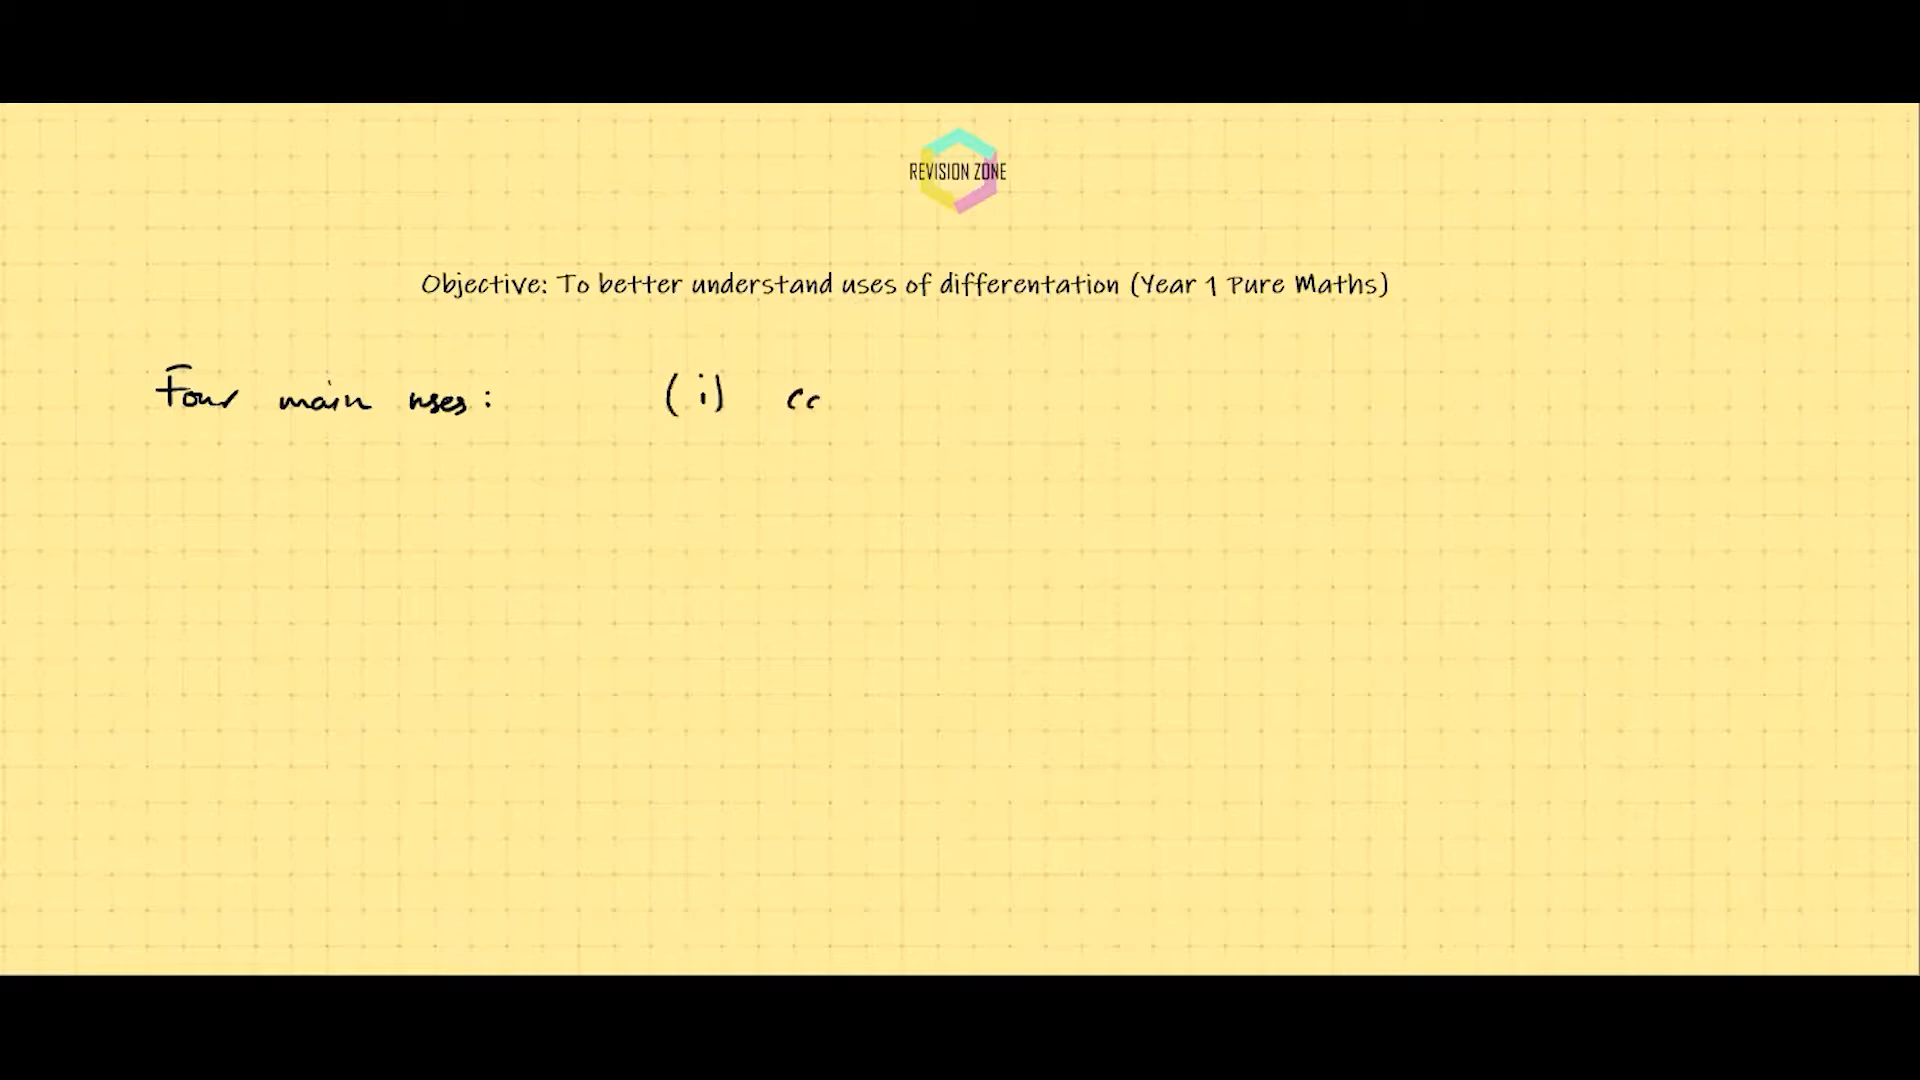 REVISION ZONE
Objective: To better understand uses of differentation (Year 1 Pure Maths)
Four main uses: (i)